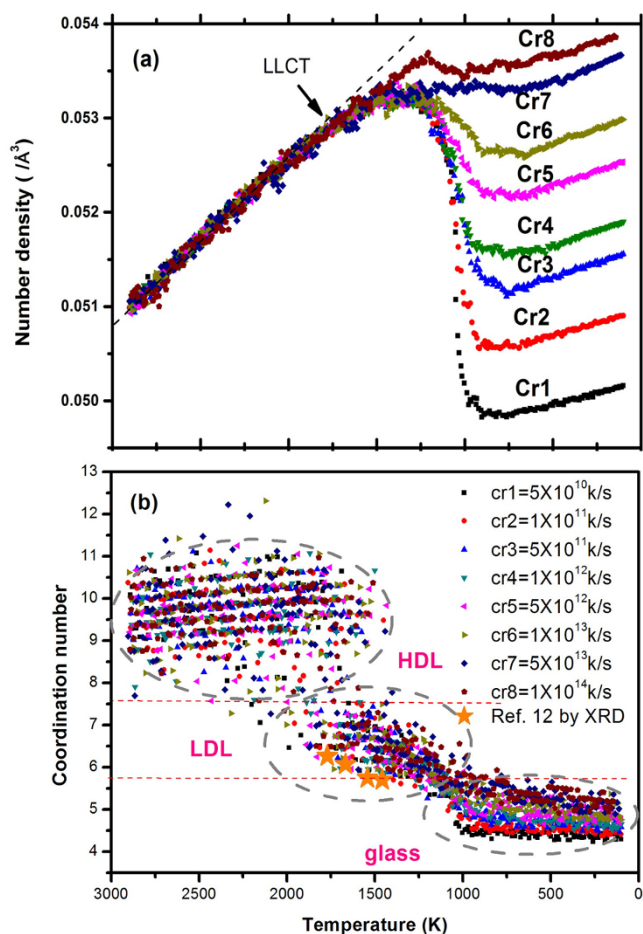 (a)
0.054
0.053
0.052
0.051
0.050
Number density ( /Å³)
LLCT
Cr8
Cr7
Cr6
Cr5
Cr4
Cr3
Cr2
Cr1
(b)
13
12
11
10
9
8
7
6
5
4
Coordination number
cr1=5X10¹⁰k/s
cr2=1X10¹¹k/s
cr3=5X10¹¹k/s
cr4=1X10¹²k/s
cr5=5X10¹²k/s
cr6=1X10¹³k/s
cr7=5X10¹³k/s
cr8=1X10¹⁴k/s
Ref. 12 by XRD
HDL
LDL
glass
3000 2500 2000 1500 1000 500 0
Temperature (K)